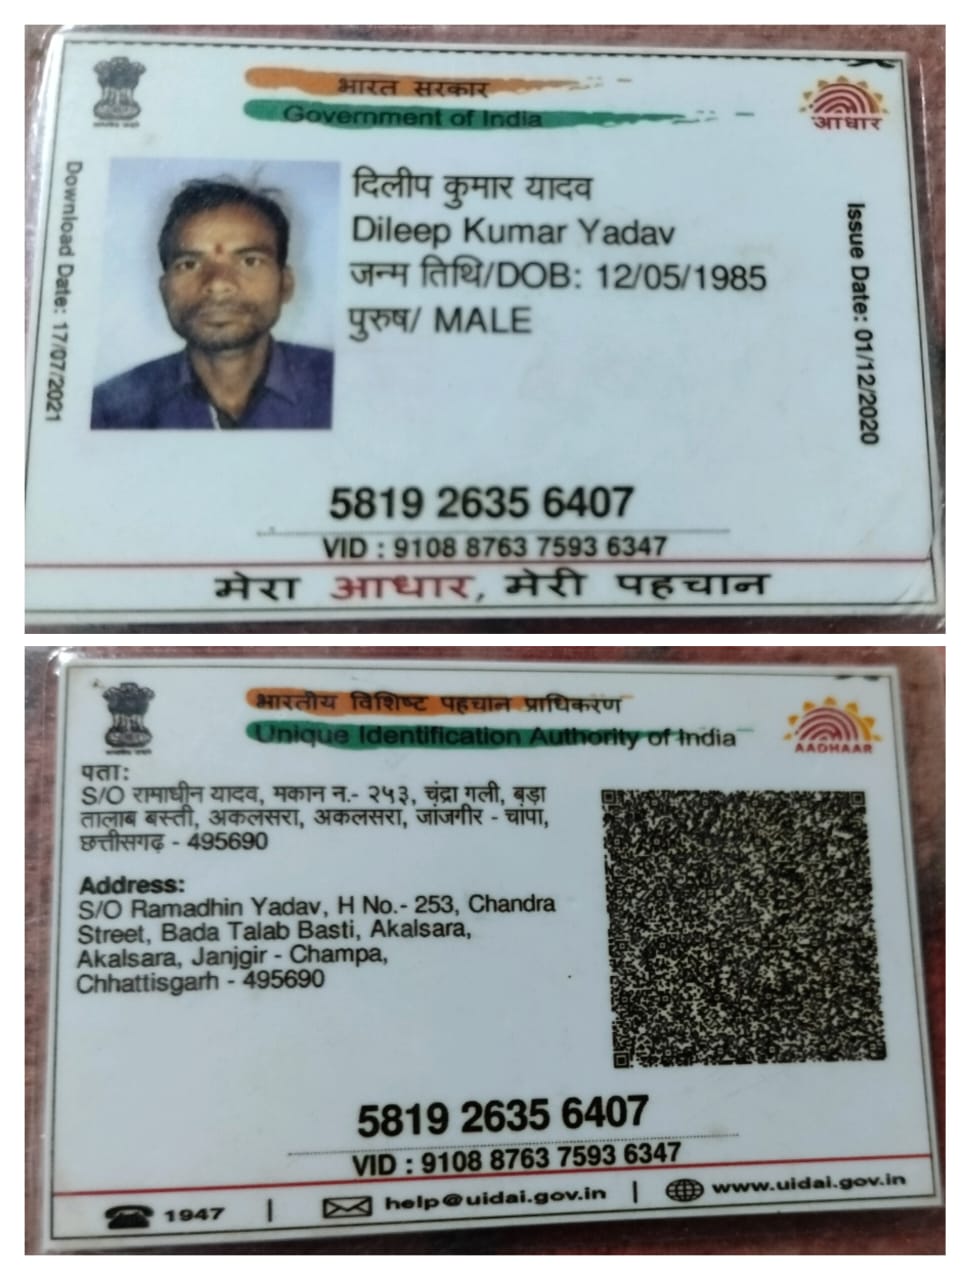 भारत सरकार
Government of India
आधार
Download Date: 17/07/2021
दिलीप कुमार यादव
Dileep Kumar Yadav
जन्म तिथि/DOB: 12/05/1985
पुरुष/ MALE
Issue Date: 01/12/2020
5819 2635 6407
VID : 9108 8763 7593 6347
मेरा आधार, मेरी पहचान
भारतीय विशिष्ट पहचान प्राधिकरण
Unique Identification Authority of India
AADHAAR
पता:
S/O रामाधीन यादव, मकान न.- २५३, चंद्रा गली, बड़ा
तालाब बस्ती, अकलसरा, अकलसरा, जांजगीर - चांपा,
छत्तीसगढ़ - 495690
Address:
S/O Ramadhin Yadav, H No.- 253, Chandra
Street, Bada Talab Basti, Akalsara,
Akalsara, Janjgir - Champa,
Chhattisgarh - 495690
5819 2635 6407
VID : 9108 8763 7593 6347
1947 | help@uidai.gov.in | www.uidai.gov.in